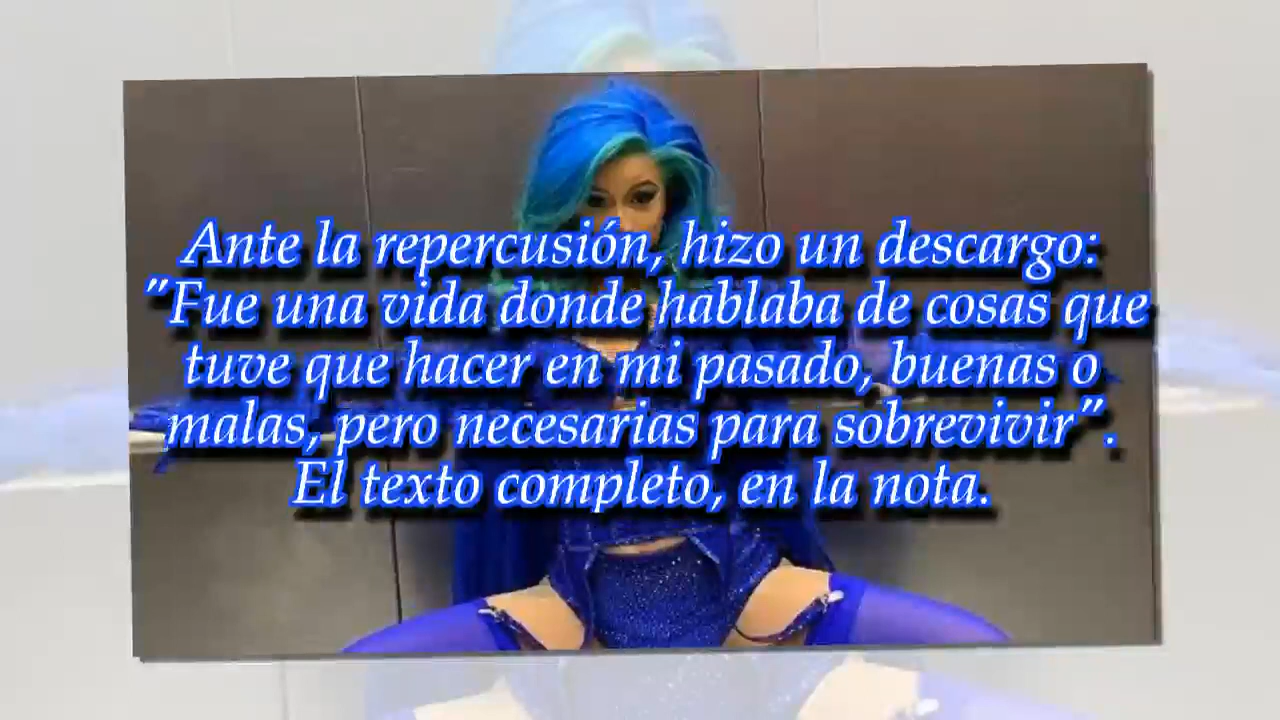 Ante la repercusión, hizo un descargo:
"Fue una vida donde hablaba de cosas que
tuve que hacer en mi pasado, buenas o
malas, pero necesarias para sobrevivir".
El texto completo, en la nota.